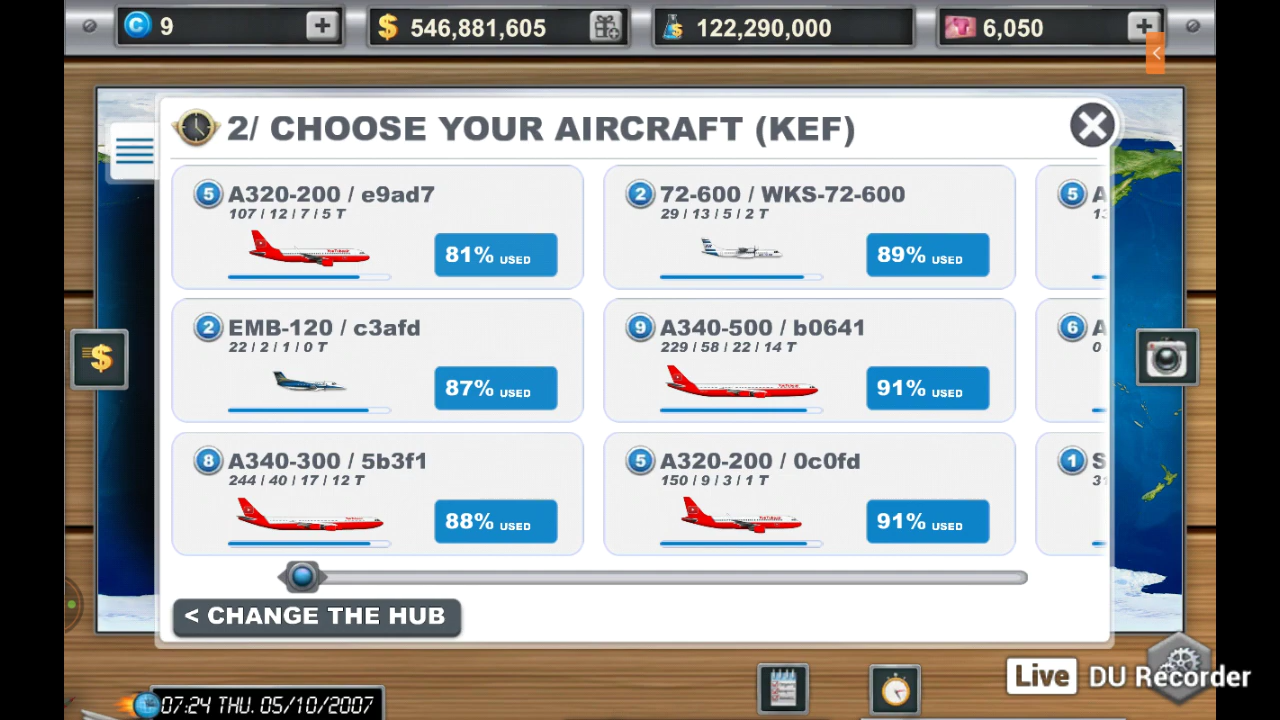 C 9 +
$ 546,881,605
122,290,000
T 6,050 +
<
2/ CHOOSE YOUR AIRCRAFT (KEF)
5 A320-200 / e9ad7
107 / 12 / 7 / 5 T
81% USED
2 72-600 / WKS-72-600
29 / 13 / 5 / 2 T
89% USED
5 A
2 EMB-120 / c3afd
22 / 2 / 1 / 0 T
87% USED
9 A340-500 / b0641
229 / 58 / 22 / 14 T
91% USED
6 A
0
8 A340-300 / 5b3f1
244 / 40 / 17 / 12 T
88% USED
5 A320-200 / 0c0fd
150 / 9 / 3 / 1 T
91% USED
1 S
$
< CHANGE THE HUB
Live DU Recorder
07:24 THU. 05/10/2007